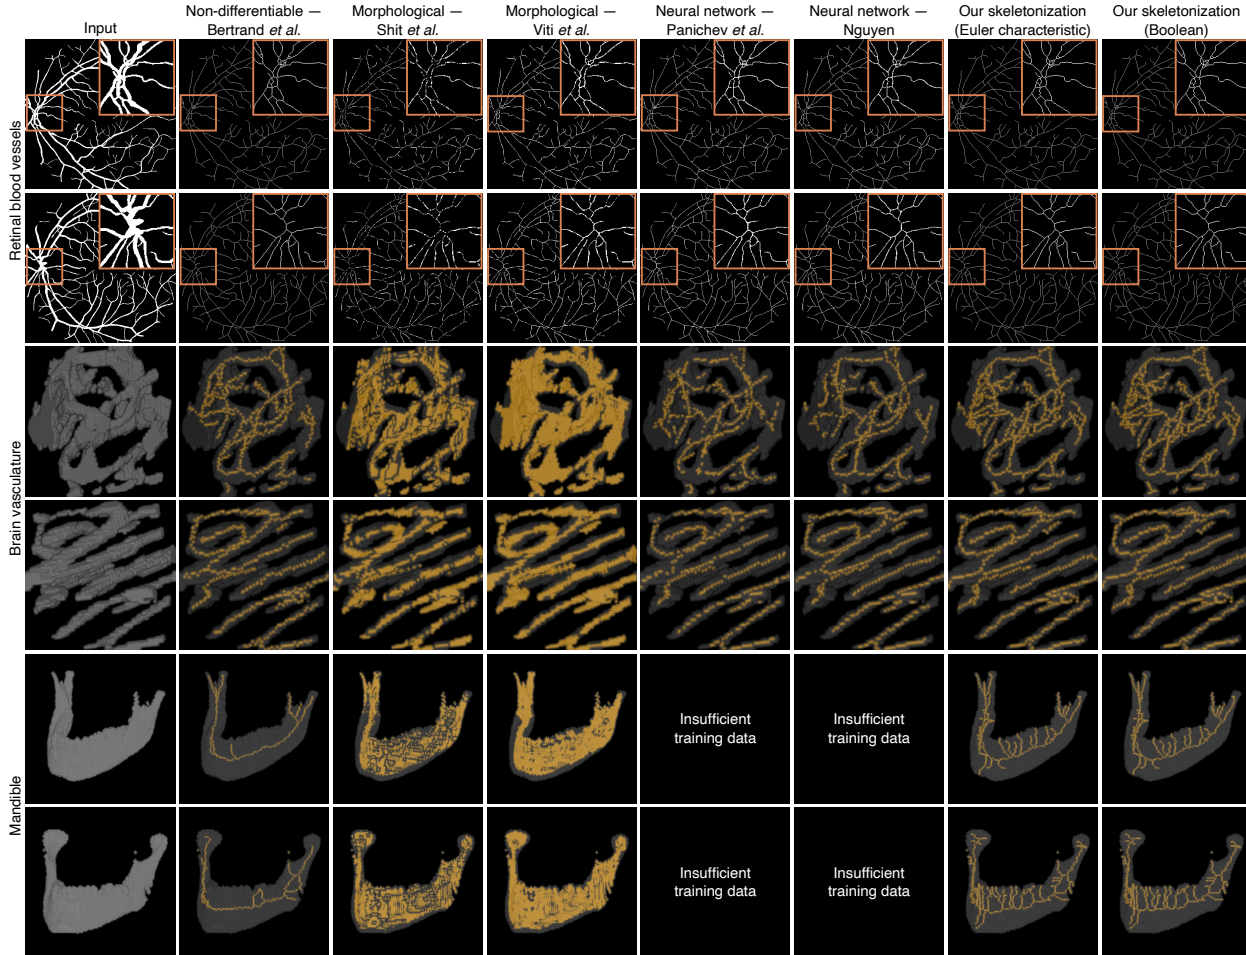 Input
Non-differentiable —
Bertrand et al.
Morphological —
Shit et al.
Morphological —
Viti et al.
Neural network —
Panichev et al.
Neural network —
Nguyen
Our skeletonization
(Euler characteristic)
Our skeletonization
(Boolean)
Retinal blood vessels
Brain vasculature
Mandible
Insufficient
training data
Insufficient
training data
Insufficient
training data
Insufficient
training data